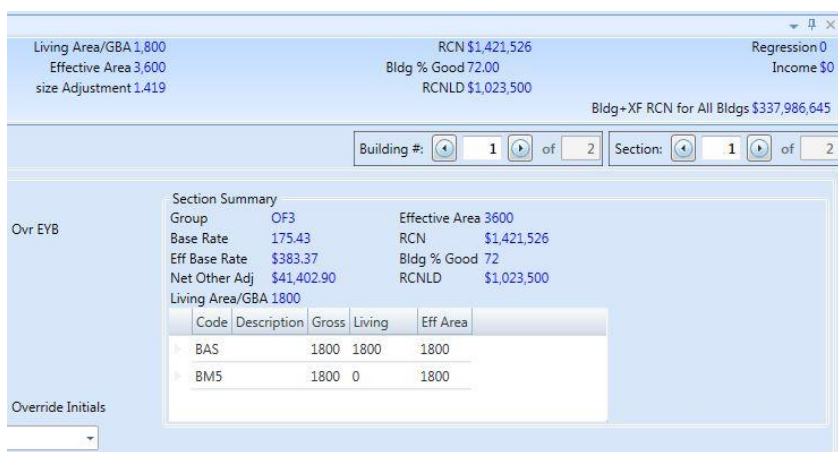 Living Area/GBA 1,800 RCN $1,421,526 Regression 0
Effective Area 3,600 Bldg % Good 72.00 Income $0
size Adjustment 1.419 RCNLD $1,023,500
Bldg+XF RCN for All Bldgs $337,986,645
Building #: 1 of 2 Section: 1 of 2
Section Summary
Ovr EYB
Group OF3 Effective Area 3600
Base Rate 175.43 RCN $1,421,526
Eff Base Rate $383.37 Bldg % Good 72
Net Other Adj $41,402.90 RCNLD $1,023,500
Living Area/GBA 1800
Code Description Gross Living Eff Area
BAS 1800 1800 1800
BM5 1800 0 1800
Override Initials